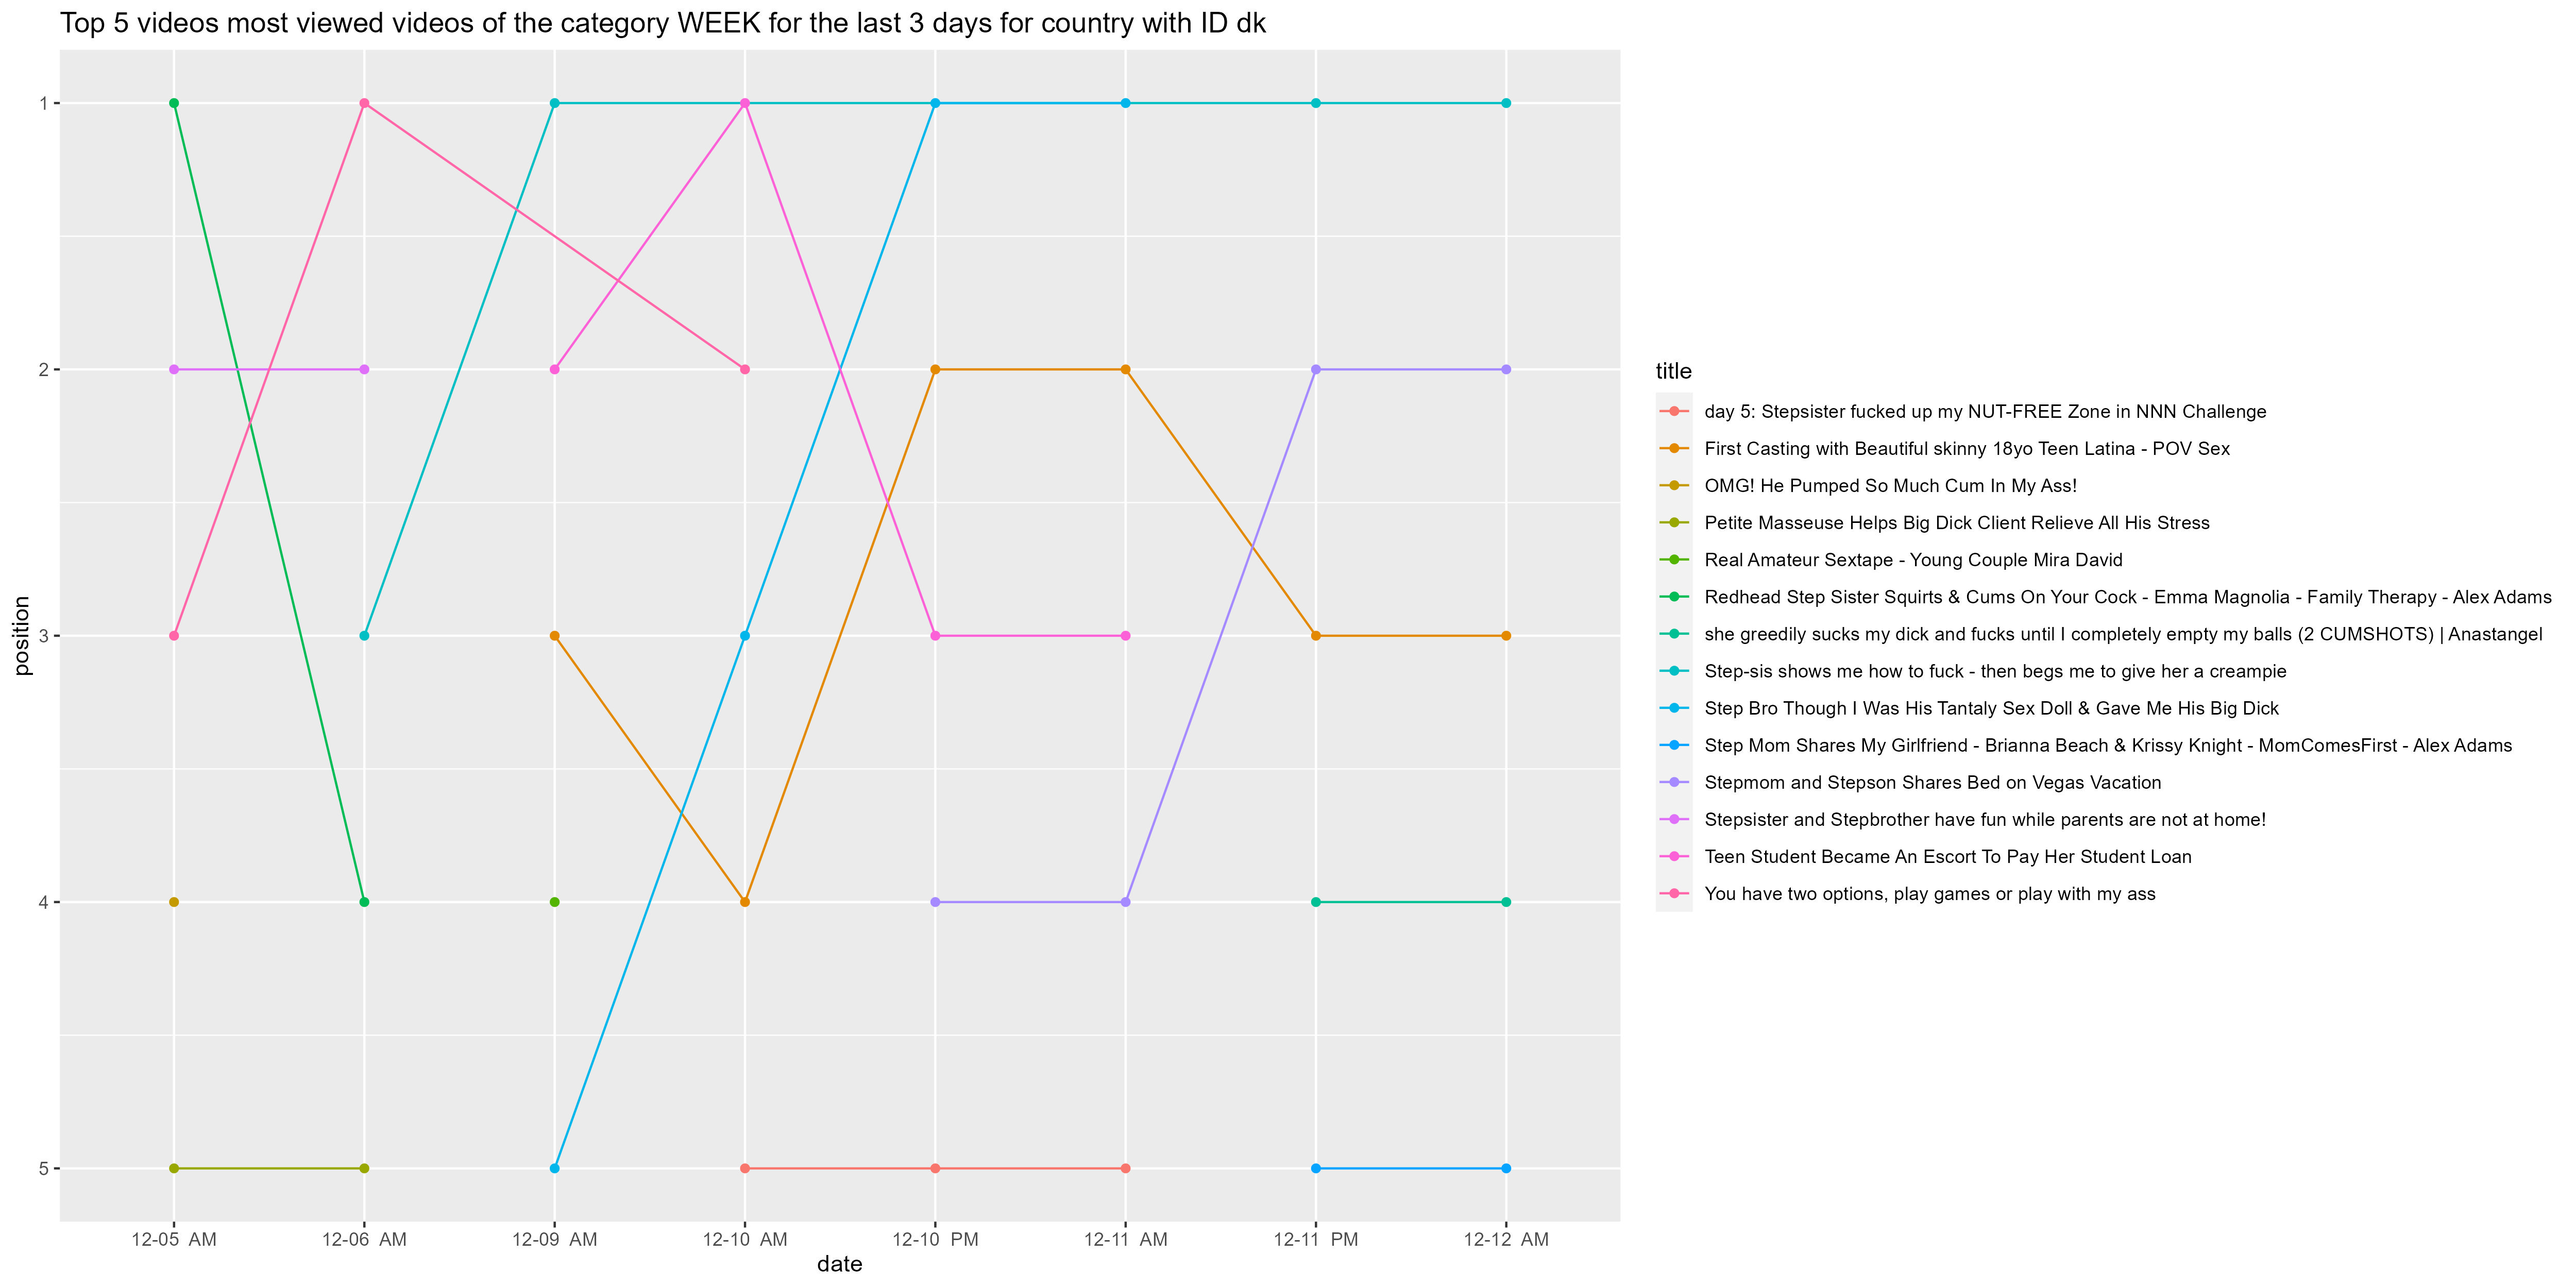 Top 5 videos most viewed videos of the category WEEK for the last 3 days for country with ID dk
position
1
2
3
4
5
12-05 AM
12-06 AM
12-09 AM
12-10 AM
12-10 PM
12-11 AM
12-11 PM
12-12 AM
date
title
day 5: Stepsister fucked up my NUT-FREE Zone in NNN Challenge
First Casting with Beautiful skinny 18yo Teen Latina - POV Sex
OMG! He Pumped So Much Cum In My Ass!
Petite Masseuse Helps Big Dick Client Relieve All His Stress
Real Amateur Sextape - Young Couple Mira David
Redhead Step Sister Squirts & Cums On Your Cock - Emma Magnolia - Family Therapy - Alex Adams
she greedily sucks my dick and fucks until I completely empty my balls (2 CUMSHOTS) | Anastangel
Step-sis shows me how to fuck - then begs me to give her a creampie
Step Bro Though I Was His Tantaly Sex Doll & Gave Me His Big Dick
Step Mom Shares My Girlfriend - Brianna Beach & Krissy Knight - MomComesFirst - Alex Adams
Stepmom and Stepson Shares Bed on Vegas Vacation
Stepsister and Stepbrother have fun while parents are not at home!
Teen Student Became An Escort To Pay Her Student Loan
You have two options, play games or play with my ass